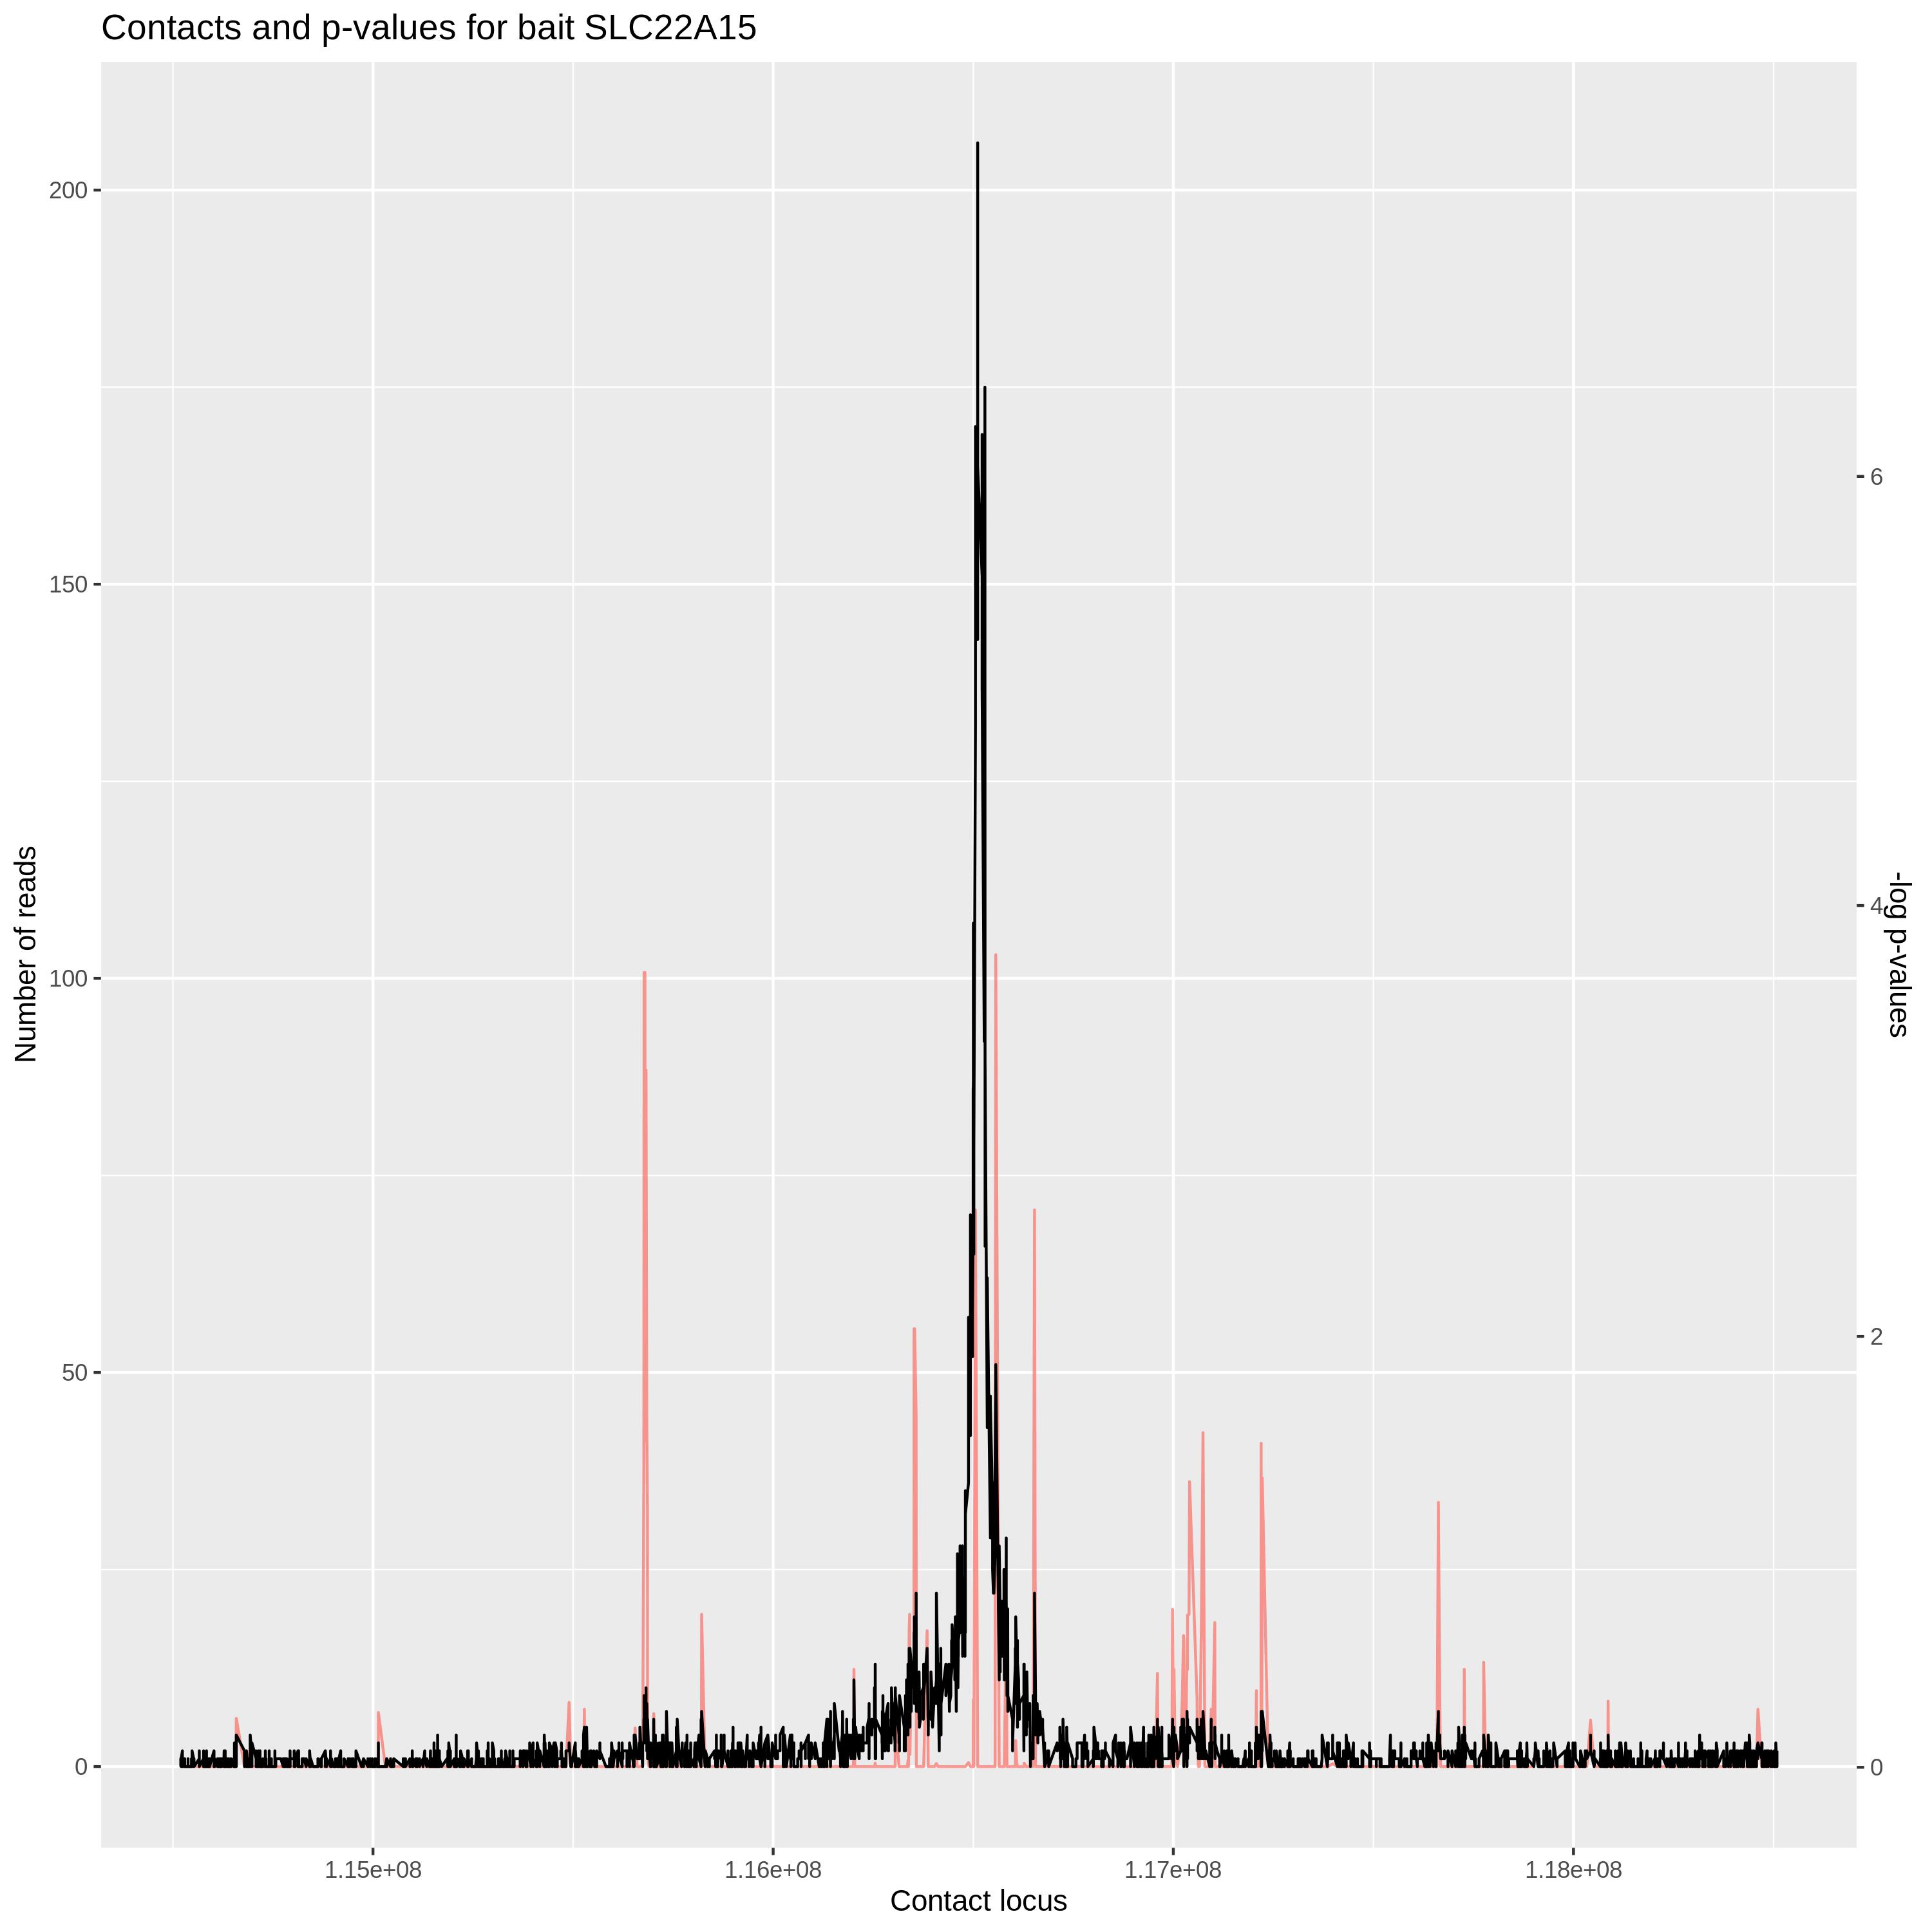 Contacts and p-values for bait SLC22A15
200
150
100
50
0
Number of reads
6
4
2
0
-log p-values
1.15e+08
1.16e+08
1.17e+08
1.18e+08
Contact locus